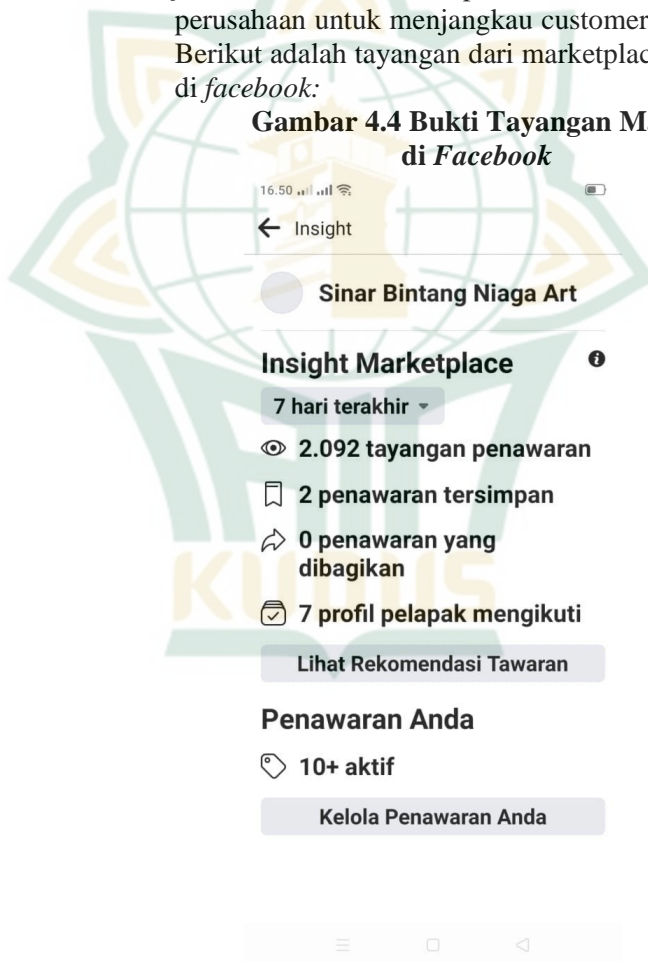 perusahaan untuk menjangkau customer
Berikut adalah tayangan dari marketplac
di facebook:
Gambar 4.4 Bukti Tayangan Ma
di Facebook
16.50
Insight
Sinar Bintang Niaga Art
Insight Marketplace
7 hari terakhir
2.092 tayangan penawaran
2 penawaran tersimpan
0 penawaran yang
dibagikan
7 profil pelapak mengikuti
Lihat Rekomendasi Tawaran
Penawaran Anda
10+ aktif
Kelola Penawaran Anda
KUDUS